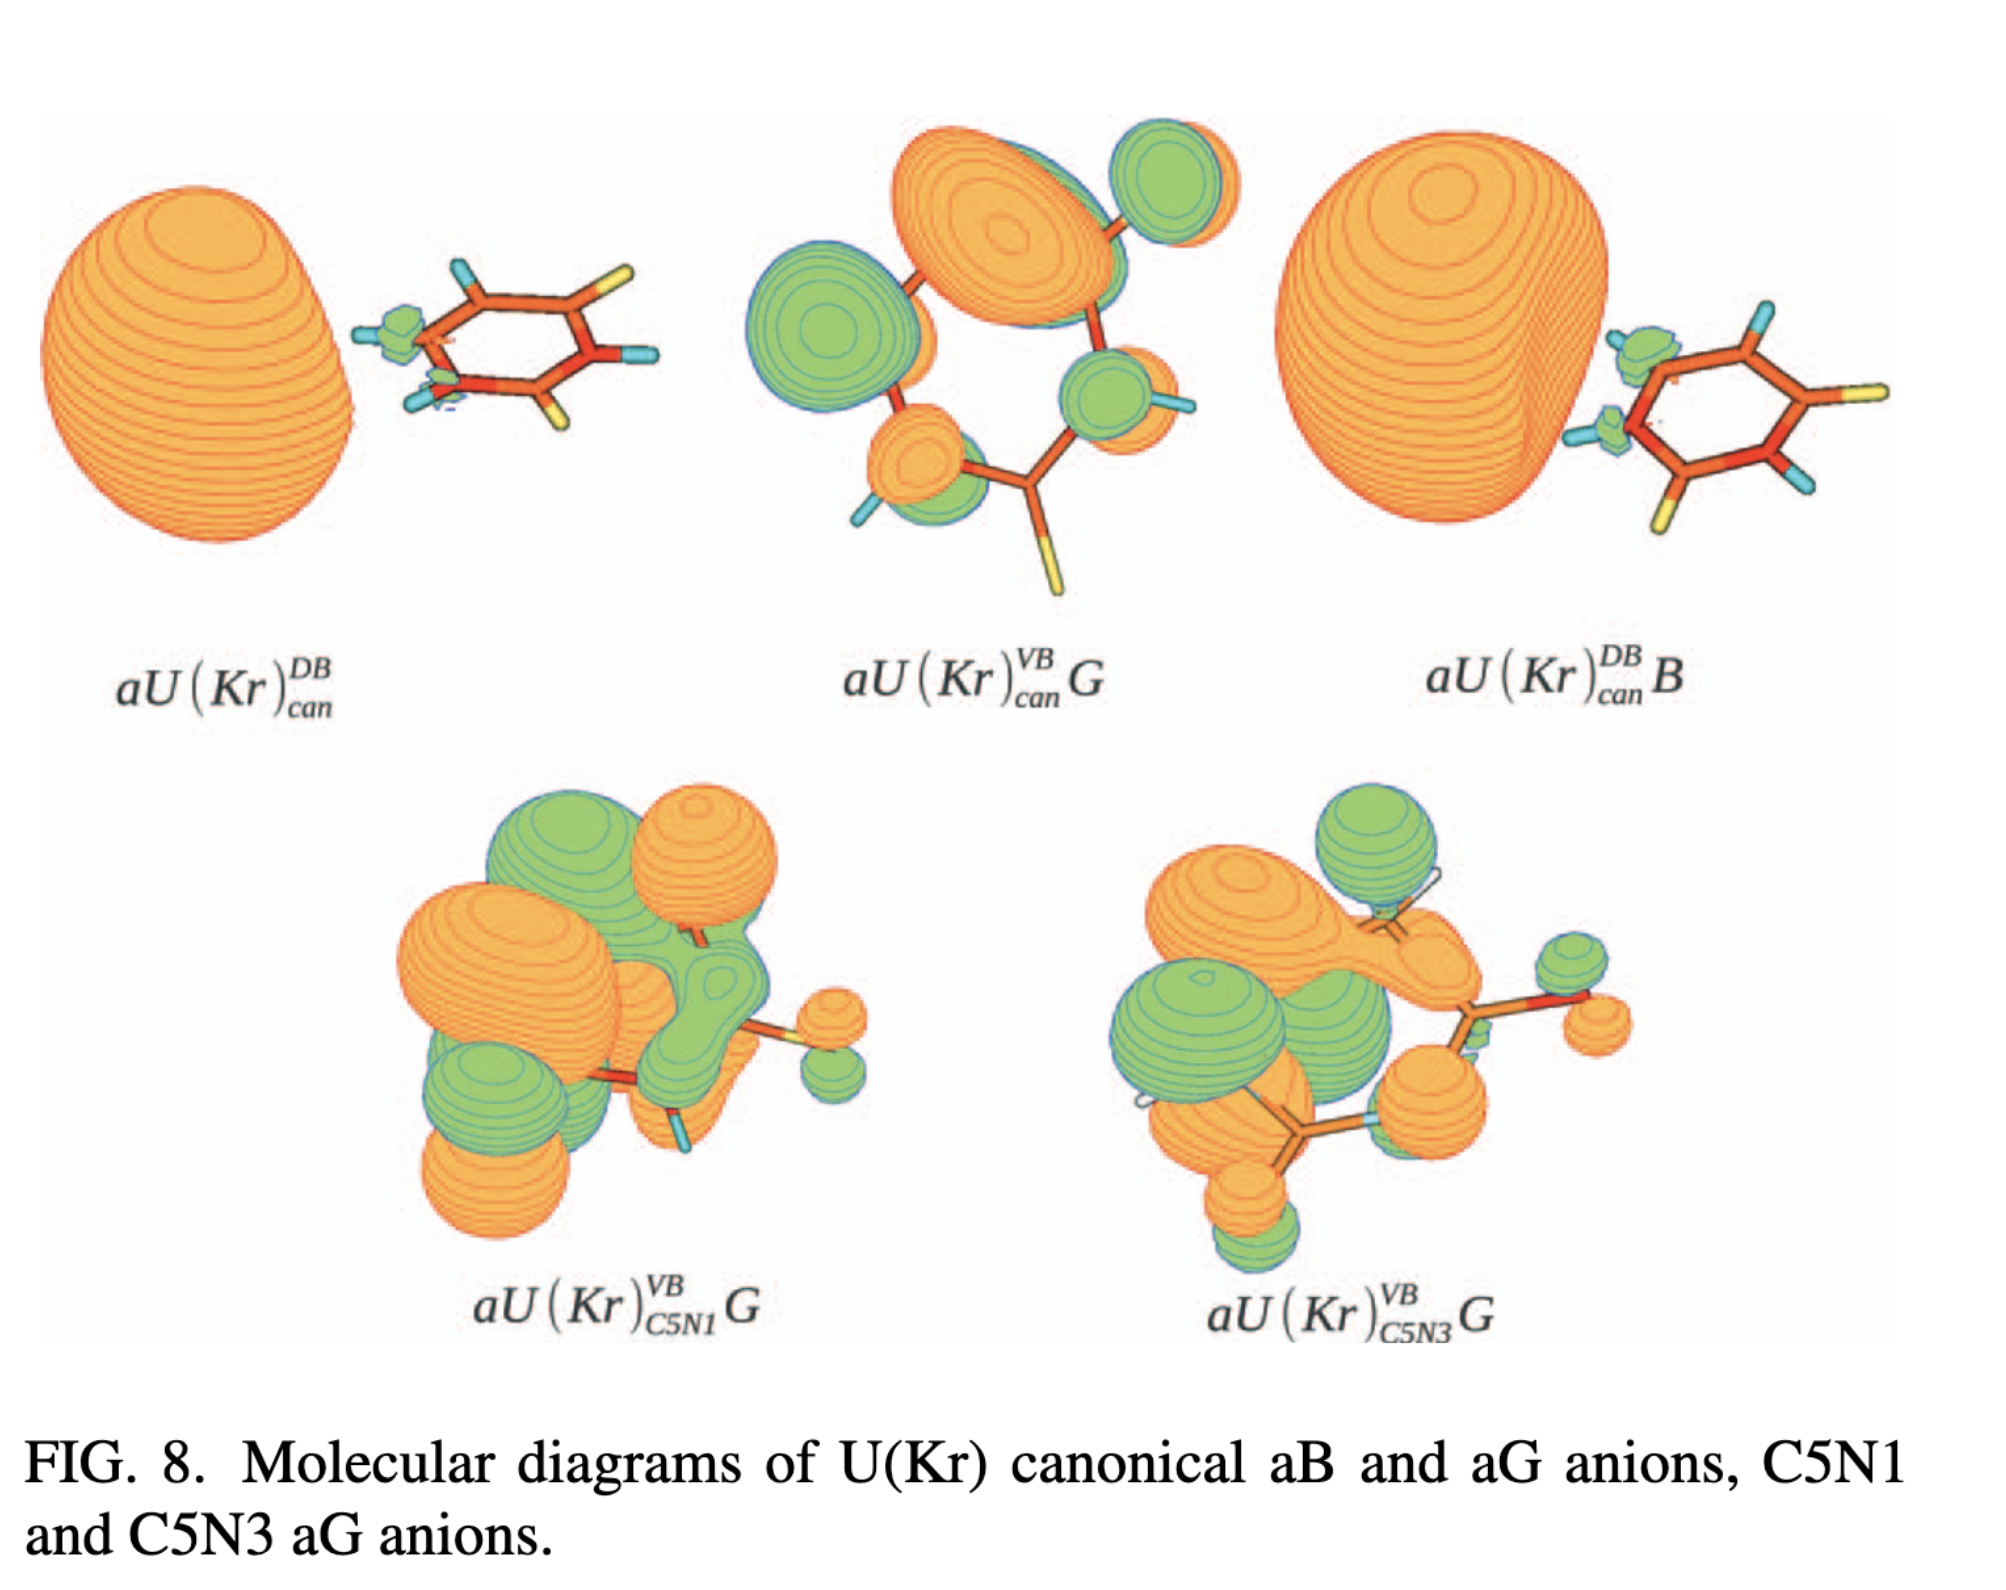 aU(Kr)^{DB}_{can}
aU(Kr)^{VB}_{can}G
aU(Kr)^{DB}_{can}B
aU(Kr)^{VB}_{C5N1}G
aU(Kr)^{VB}_{C5N3}G
FIG. 8. Molecular diagrams of U(Kr) canonical aB and aG anions, C5N1
and C5N3 aG anions.